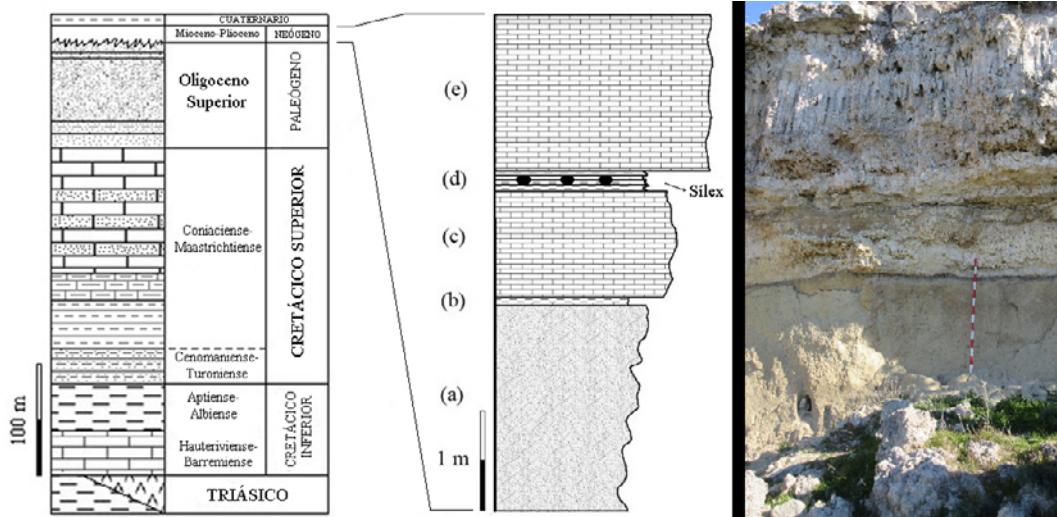 CUATERNARIO
Mioceno-Plioceno NEÓGENO
Oligoceno
Superior
PALEÓGENO
Coniaciense-
Maastrichtiense
CRETÁCICO SUPERIOR
Cenomaniense-
Turoniense
Aptiense-
Albiense
Hauteriviense-
Barremiense
CRETÁCICO
INFERIOR
TRIÁSICO
100 m
(e)
(d)
Sílex
(c)
(b)
(a)
1 m